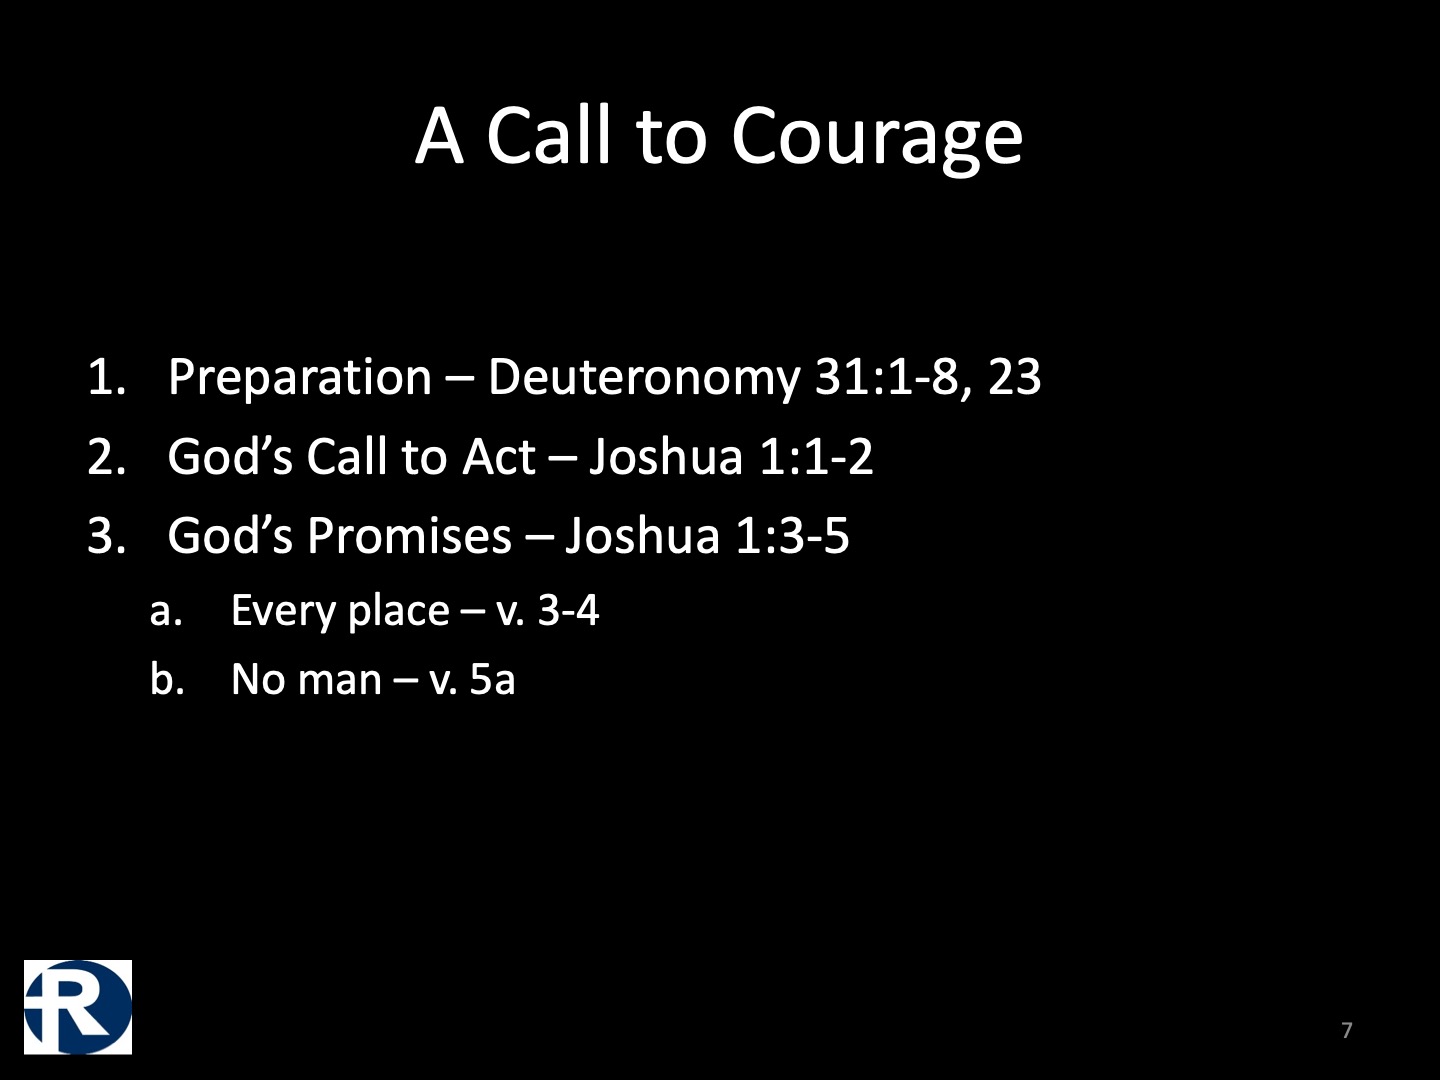 A Call to Courage
1. Preparation – Deuteronomy 31:1-8, 23
2. God’s Call to Act – Joshua 1:1-2
3. God’s Promises – Joshua 1:3-5
a. Every place – v. 3-4
b. No man – v. 5a
R
7